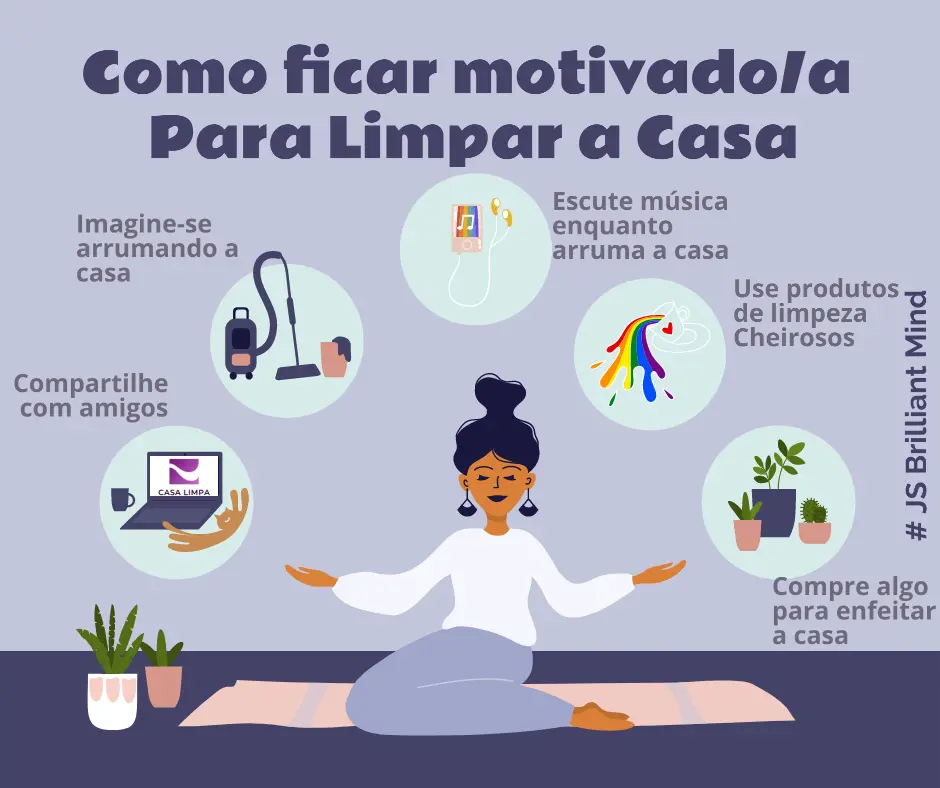 Como ficar motivado/a
Para Limpar a Casa
Imagine-se
arrumando a
casa
Escute música
enquanto
arruma a casa
Use produtos
de limpeza
Cheirosos
Compartilhe
com amigos
CASA LIMPA
Compre algo
para enfeitar
a casa
# JS Brilliant Mind